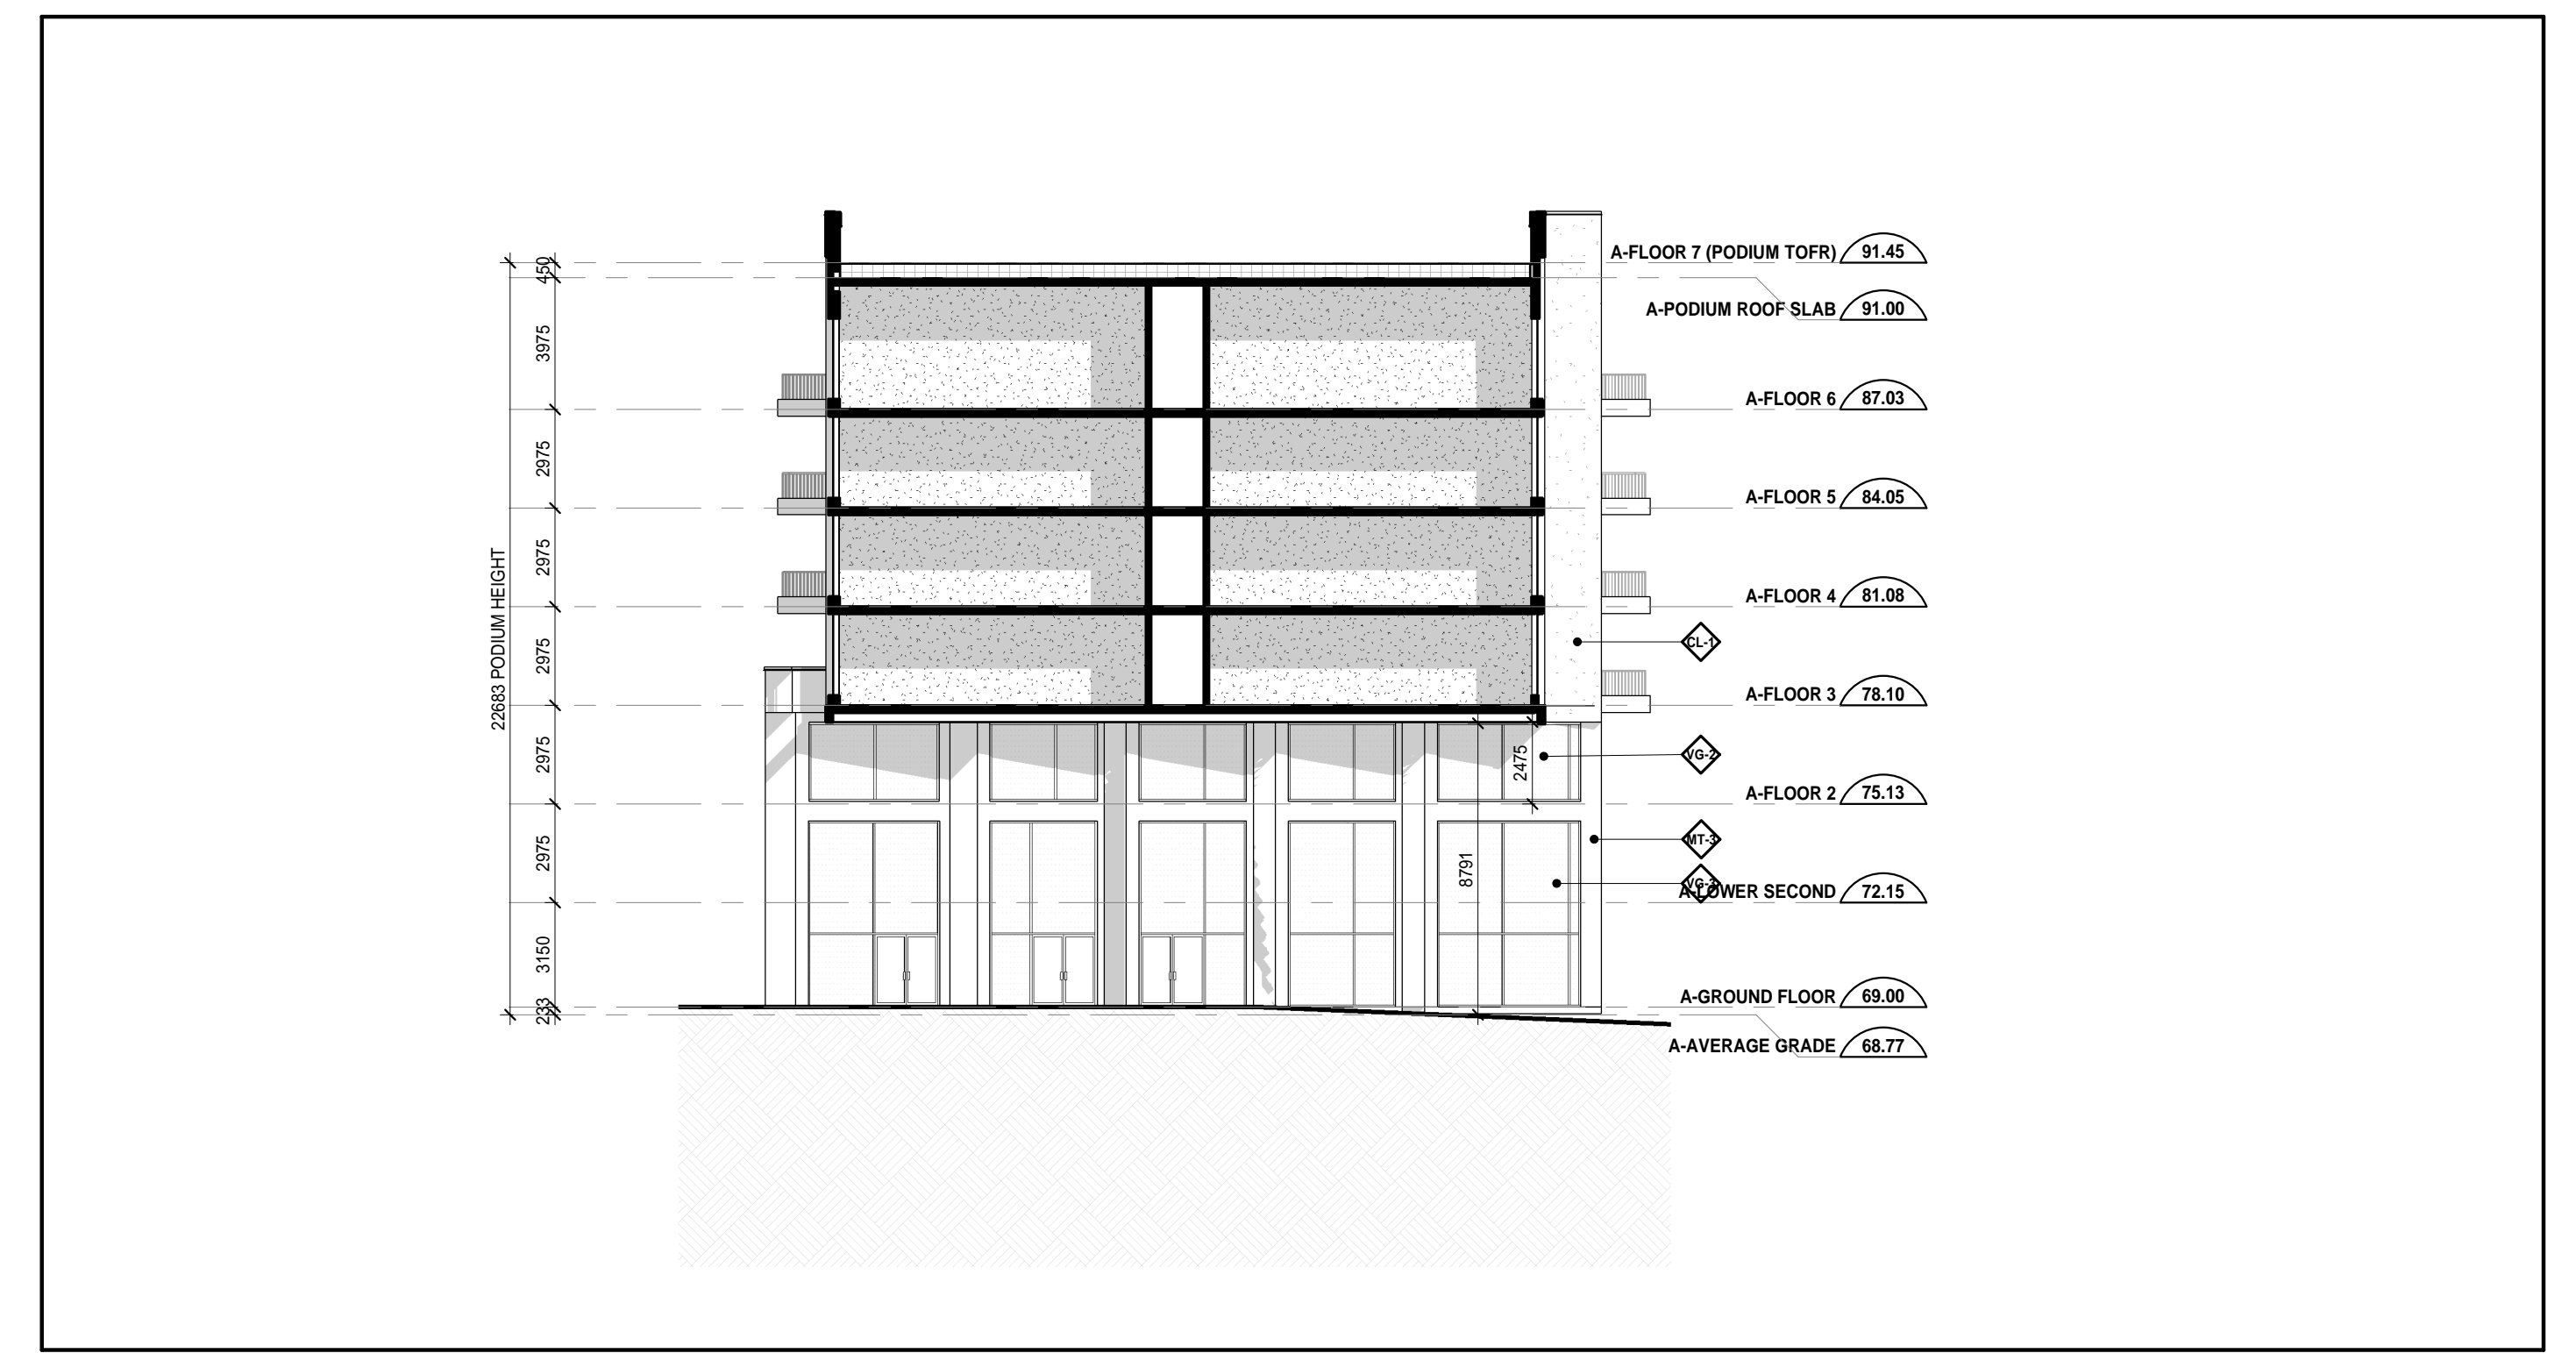 A-FLOOR 7 (PODIUM TOFR) 91.45
A-PODIUM ROOF SLAB 91.00
A-FLOOR 6 87.03
A-FLOOR 5 84.05
A-FLOOR 4 81.08
CL-1
A-FLOOR 3 78.10
VG-2
A-FLOOR 2 75.13
MT-3
VG-3
A-LOWER SECOND 72.15
A-GROUND FLOOR 69.00
A-AVERAGE GRADE 68.77
22683 PODIUM HEIGHT
450
3975
2975
2975
2975
2975
2975
3150
233
2475
8791